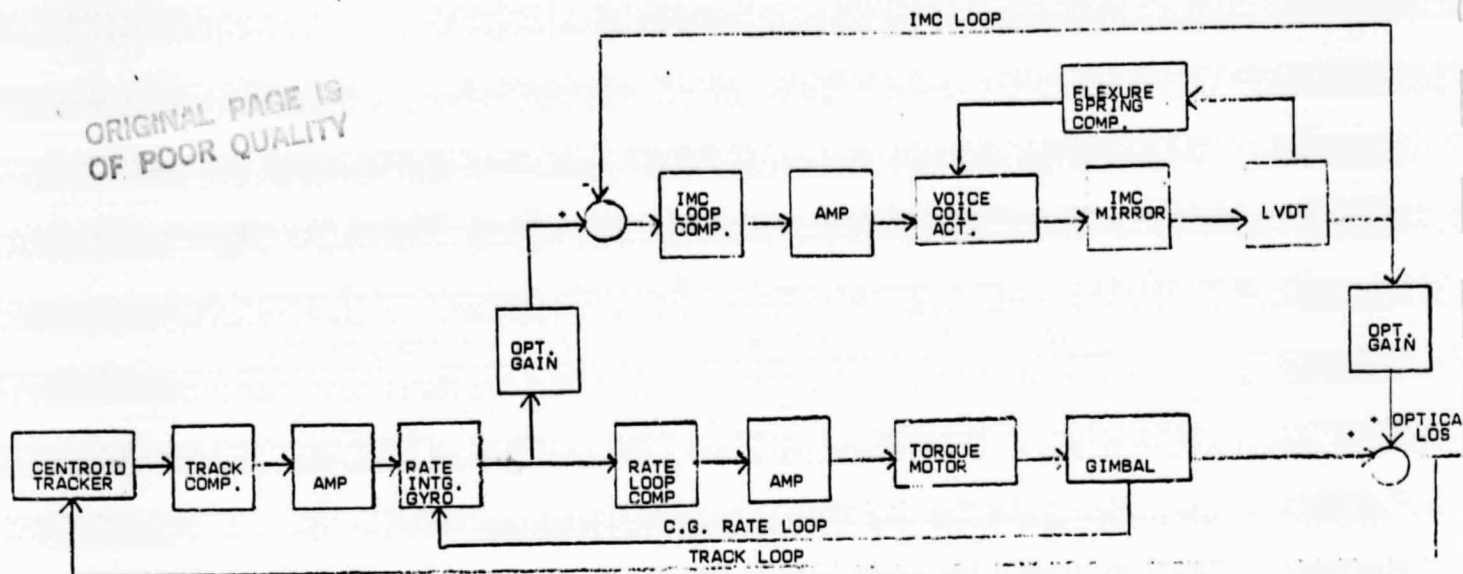 IMC LOOP
ORIGINAL PAGE IS
OF POOR QUALITY
FLEXURE
SPRING
COMP.
-
+
IMC
LOOP
COMP.
AMP
VOICE
COIL
ACT.
IMC
MIRROR
LVDT
OPT.
GAIN
OPT.
GAIN
+
+
OPTICA
LOS
CENTROID
TRACKER
TRACK
COMP.
AMP
RATE
INTG.
GYRO
RATE
LOOP
COMP
AMP
TORQUE
MOTOR
GIMBAL
C.G. RATE LOOP
TRACK LOOP